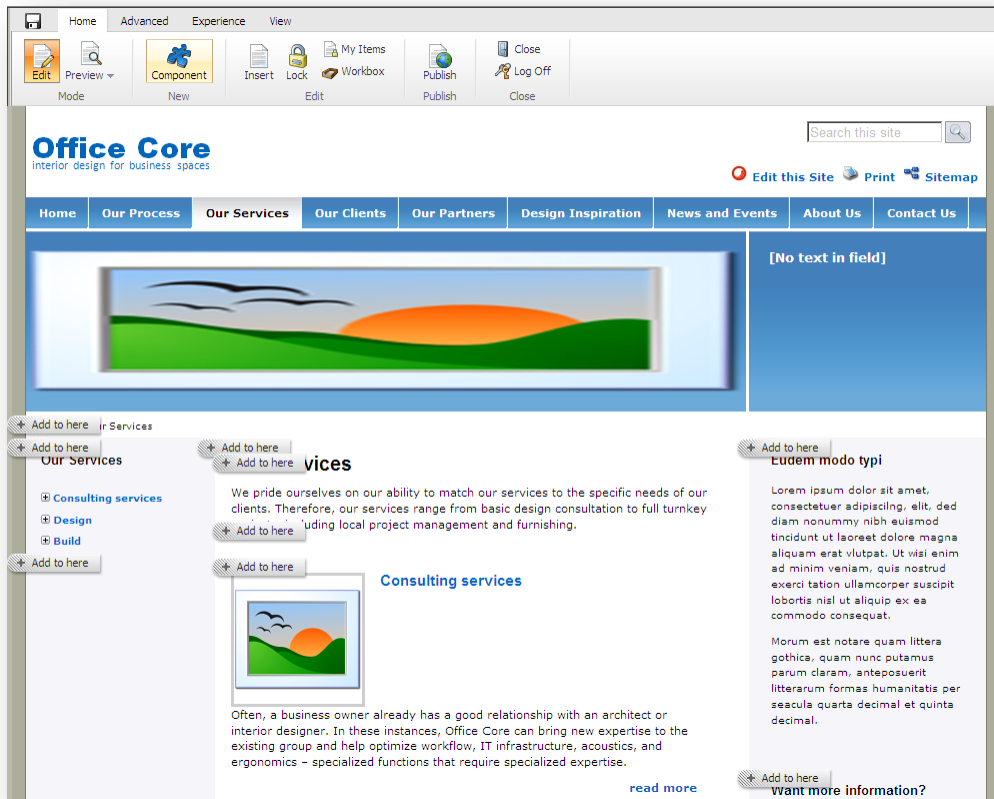 Home Advanced Experience View
Edit Preview Component Insert Lock My Items Workbox Publish Close Log Off
Mode New Edit Publish Close
Office Core
interior design for business spaces
Search this site
Edit this Site Print Sitemap
Home Our Process Our Services Our Clients Our Partners Design Inspiration News and Events About Us Contact Us
[No text in field]
Add to here
Services
Add to here
Our Services
Consulting services
Design
Build
Add to here
Add to here
Add to here
vices
We pride ourselves on our ability to match our services to the specific needs of our
clients. Therefore, our services range from basic design consultation to full turnkey
including local project management and furnishing.
Add to here
Add to here
Consulting services
Often, a business owner already has a good relationship with an architect or
interior designer. In these instances, Office Core can bring new expertise to the
existing group and help optimize workflow, IT infrastructure, acoustics, and
ergonomics – specialized functions that require specialized expertise.
read more
Add to here
Eudem modo typi
Lorem ipsum dolor sit amet,
consectetuer adipiscilng, elit, ded
diam nonummy nibh euismod
tincidunt ut laoreet dolore magna
aliquam erat vlutpat. Ut wisi enim
ad minim veniam, quis nostrud
exerci tation ullamcorper suscipit
lobortis nisl ut aliquip ex ea
commodo consequat.
Morum est notare quam littera
gothica, quam nunc putamus
parum claram, anteposuerit
litterarum formas humanitatis per
seacula quarta decimal et quinta
decimal.
Add to here
Want more information?